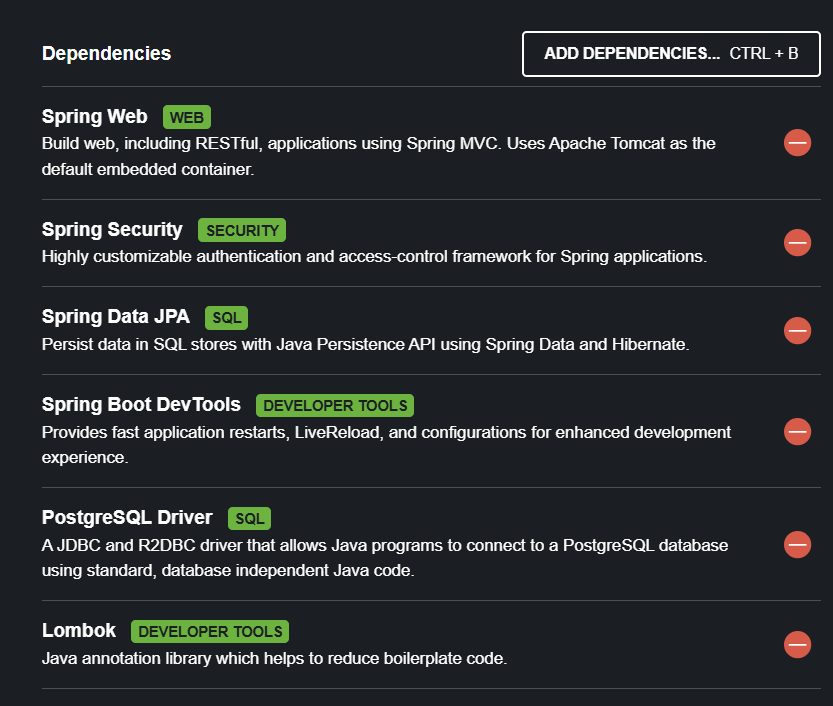 Dependencies
ADD DEPENDENCIES... CTRL + B
Spring Web WEB
Build web, including RESTful, applications using Spring MVC. Uses Apache Tomcat as the
default embedded container.
Spring Security SECURITY
Highly customizable authentication and access-control framework for Spring applications.
Spring Data JPA SQL
Persist data in SQL stores with Java Persistence API using Spring Data and Hibernate.
Spring Boot DevTools DEVELOPER TOOLS
Provides fast application restarts, LiveReload, and configurations for enhanced development
experience.
PostgreSQL Driver SQL
A JDBC and R2DBC driver that allows Java programs to connect to a PostgreSQL database
using standard, database independent Java code.
Lombok DEVELOPER TOOLS
Java annotation library which helps to reduce boilerplate code.